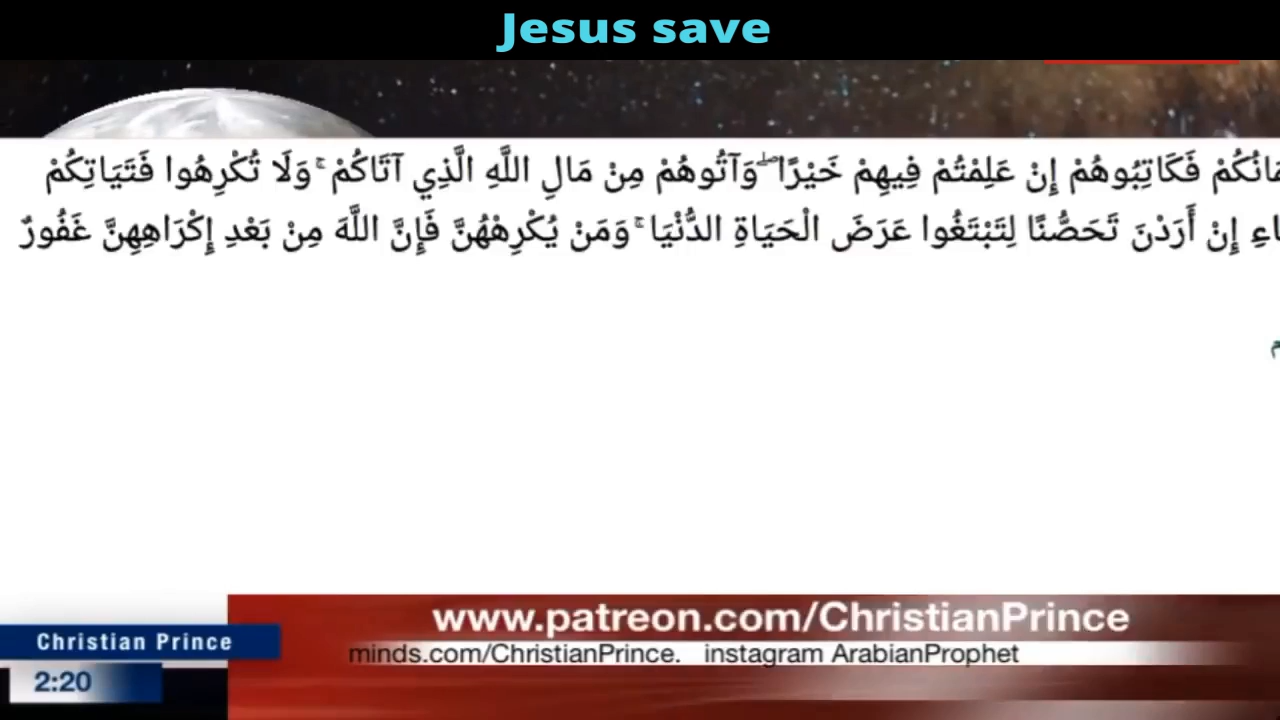 Jesus save
فَكَاتِبُوهُمْ إِنْ عَلِمْتُمْ فِيهِمْ خَيْرًا ۖ وَآتُوهُمْ مِنْ مَالِ اللَّهِ الَّذِي آتَاكُمْ ۚ وَلَا تُكْرِهُوا فَتَيَاتِكُمْ
إِنْ أَرَدْنَ تَحَصُّنًا لِتَبْتَغُوا عَرَضَ الْحَيَاةِ الدُّنْيَا ۚ وَمَنْ يُكْرِهْهُنَّ فَإِنَّ اللَّهَ مِنْ بَعْدِ إِكْرَاهِهِنَّ غَفُورٌ
www.patreon.com/ChristianPrince
Christian Prince
minds.com/ChristianPrince. instagram ArabianProphet
2:20